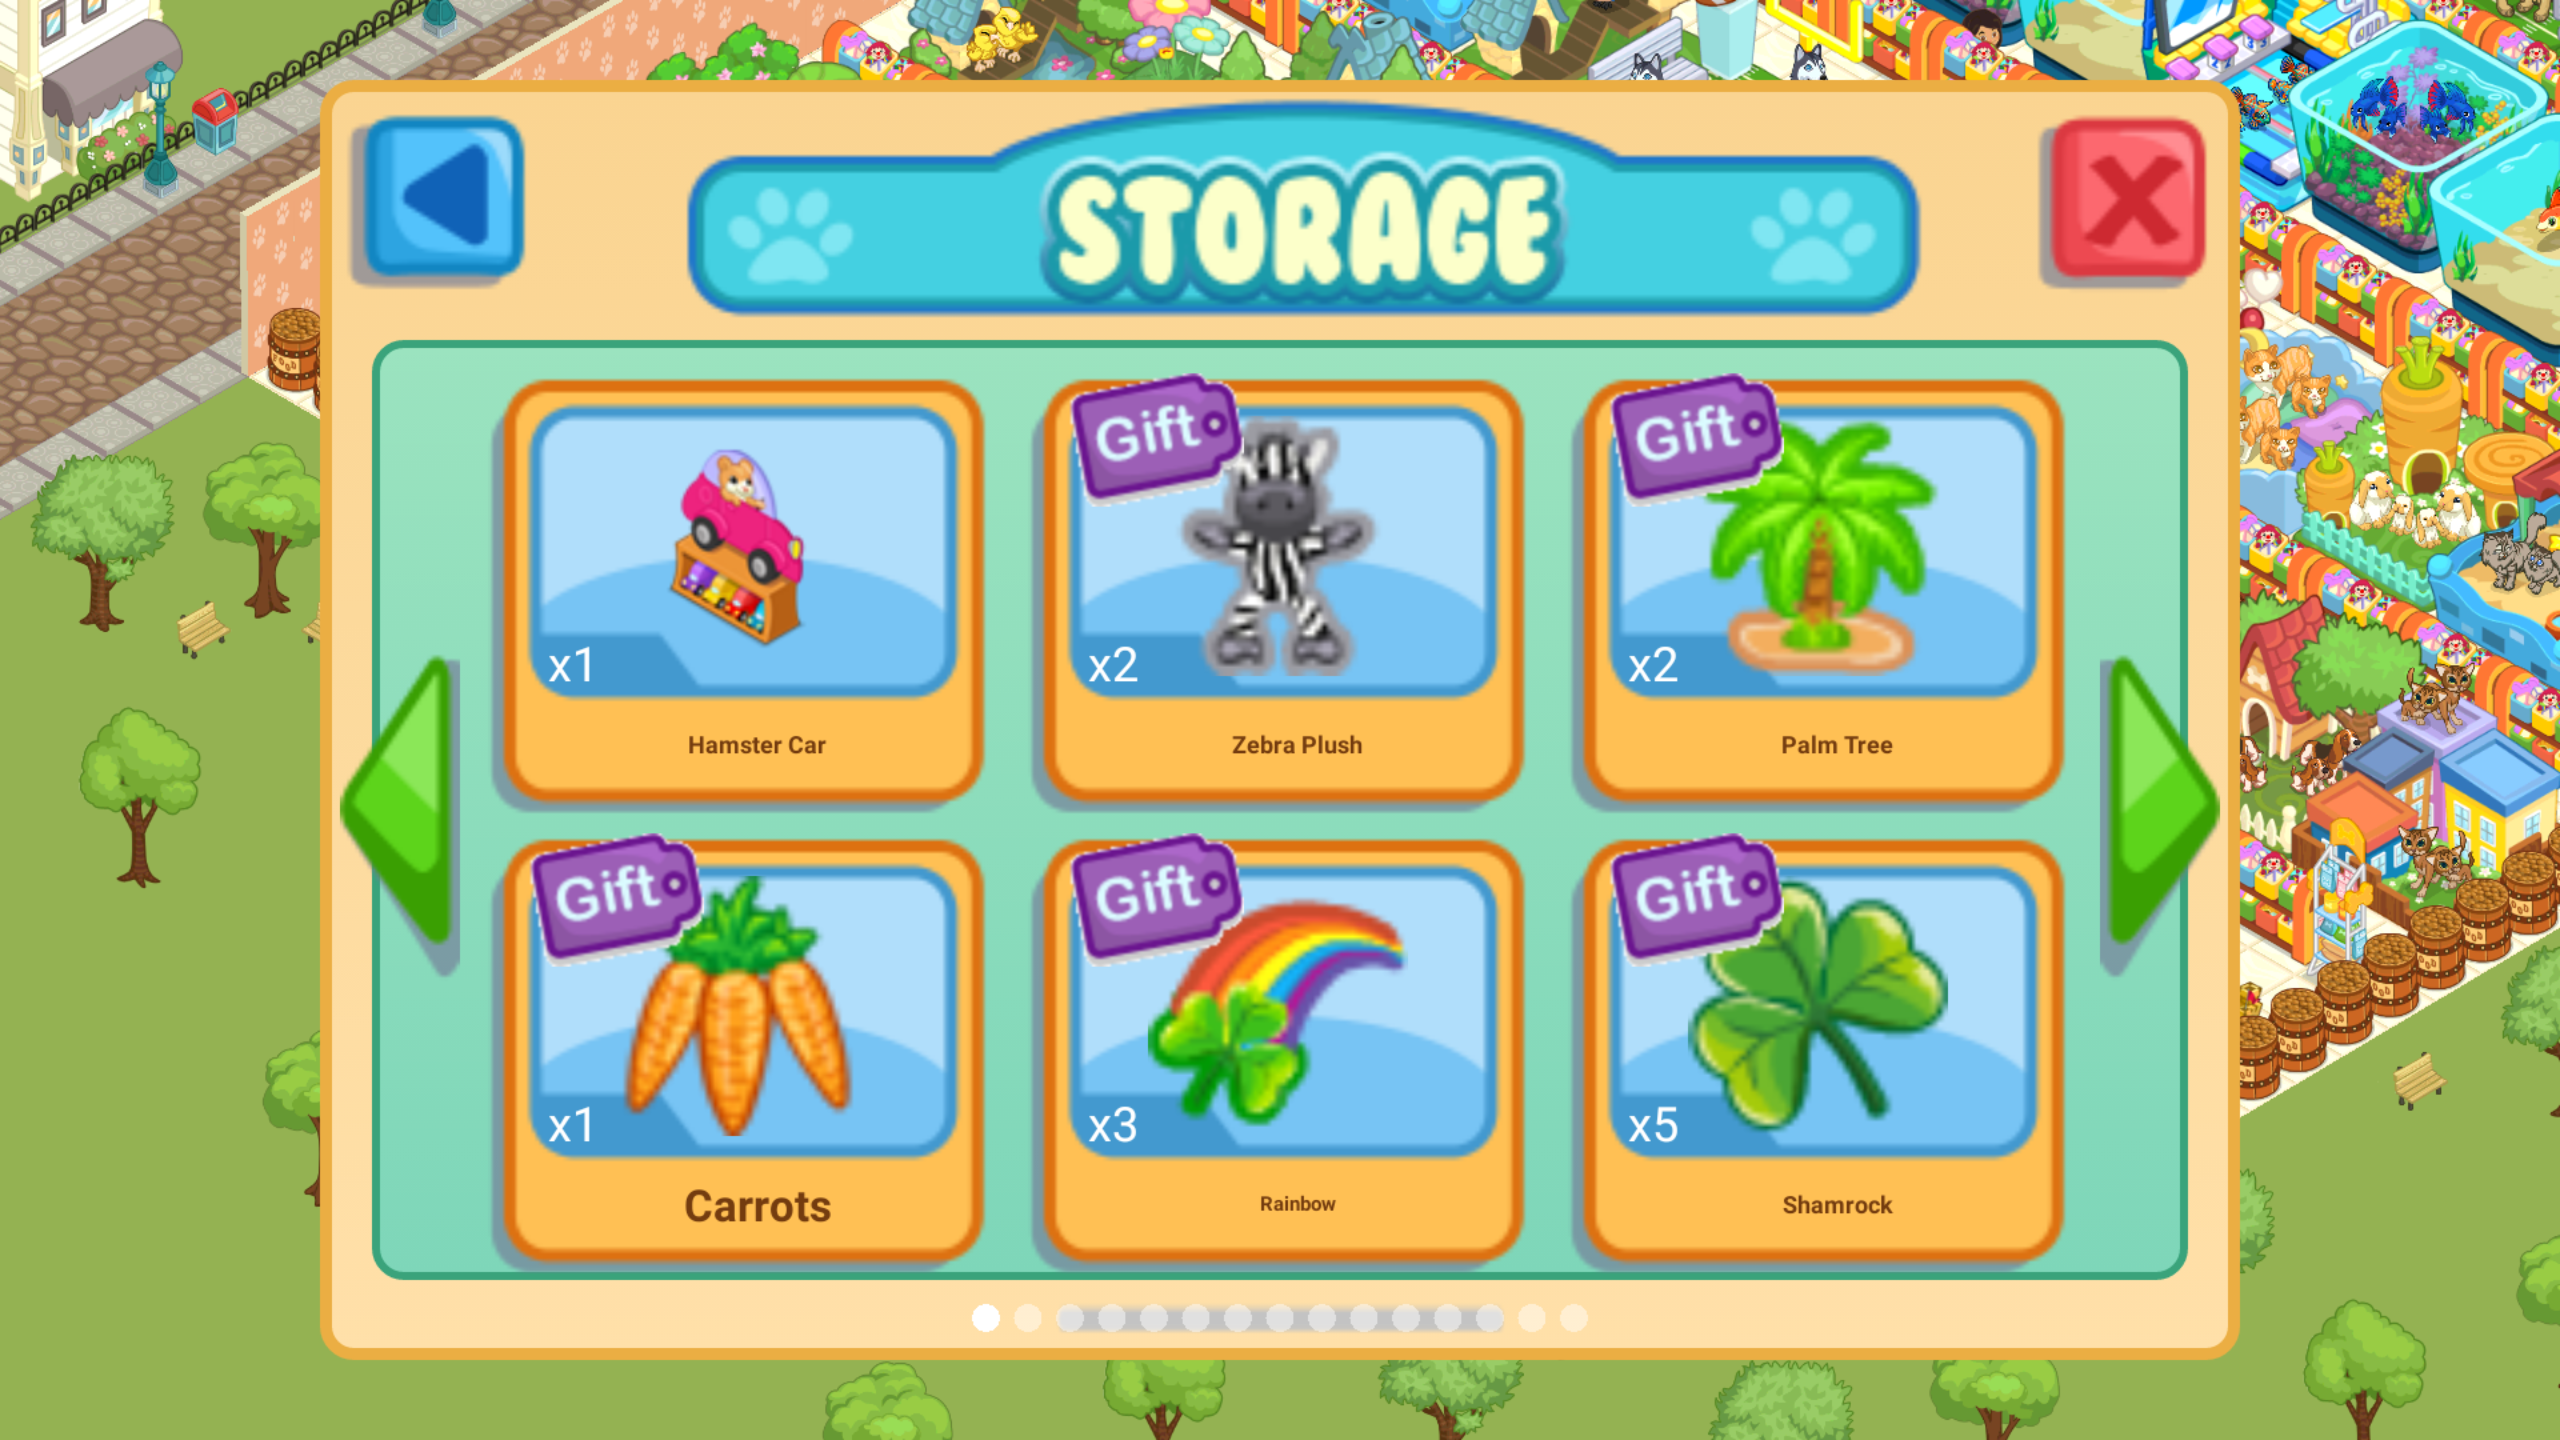 STORAGE
x1
Hamster Car
Gift
x2
Zebra Plush
Gift
x2
Palm Tree
Gift
x1
Carrots
Gift
x3
Rainbow
Gift
x5
Shamrock